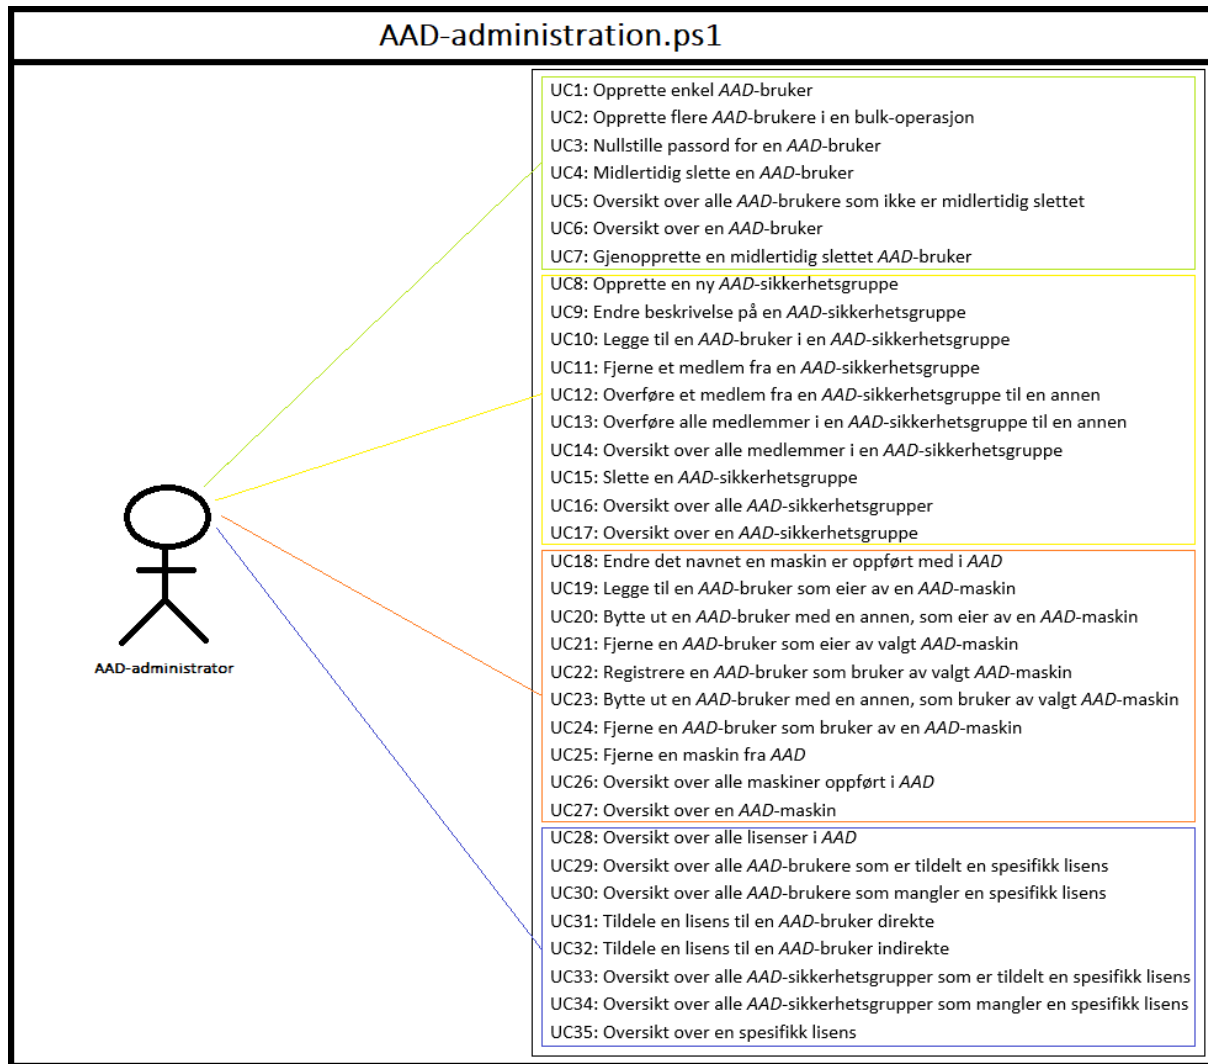 AAD-administration.ps1
UC1: Opprette enkel AAD-bruker
UC2: Opprette flere AAD-brukere i en bulk-operasjon
UC3: Nullstille passord for en AAD-bruker
UC4: Midlertidig slette en AAD-bruker
UC5: Oversikt over alle AAD-brukere som ikke er midlertidig slettet
UC6: Oversikt over en AAD-bruker
UC7: Gjenopprette en midlertidig slettet AAD-bruker
UC8: Opprette en ny AAD-sikkerhetsgruppe
UC9: Endre beskrivelse på en AAD-sikkerhetsgruppe
UC10: Legge til en AAD-bruker i en AAD-sikkerhetsgruppe
UC11: Fjerne et medlem fra en AAD-sikkerhetsgruppe
UC12: Overføre et medlem fra en AAD-sikkerhetsgruppe til en annen
UC13: Overføre alle medlemmer i en AAD-sikkerhetsgruppe til en annen
UC14: Oversikt over alle medlemmer i en AAD-sikkerhetsgruppe
UC15: Slette en AAD-sikkerhetsgruppe
UC16: Oversikt over alle AAD-sikkerhetsgrupper
UC17: Oversikt over en AAD-sikkerhetsgruppe
UC18: Endre det navnet en maskin er oppført med i AAD
UC19: Legge til en AAD-bruker som eier av en AAD-maskin
UC20: Bytte ut en AAD-bruker med en annen, som eier av en AAD-maskin
UC21: Fjerne en AAD-bruker som eier av valgt AAD-maskin
UC22: Registrere en AAD-bruker som bruker av valgt AAD-maskin
UC23: Bytte ut en AAD-bruker med en annen, som bruker av valgt AAD-maskin
UC24: Fjerne en AAD-bruker som bruker av en AAD-maskin
UC25: Fjerne en maskin fra AAD
UC26: Oversikt over alle maskiner oppført i AAD
UC27: Oversikt over en AAD-maskin
UC28: Oversikt over alle lisenser i AAD
UC29: Oversikt over alle AAD-brukere som er tildelt en spesifikk lisens
UC30: Oversikt over alle AAD-brukere som mangler en spesifikk lisens
UC31: Tildele en lisens til en AAD-bruker direkte
UC32: Tildele en lisens til en AAD-bruker indirekte
UC33: Oversikt over alle AAD-sikkerhetsgrupper som er tildelt en spesifikk lisens
UC34: Oversikt over alle AAD-sikkerhetsgrupper som mangler en spesifikk lisens
UC35: Oversikt over en spesifikk lisens
AAD-administrator